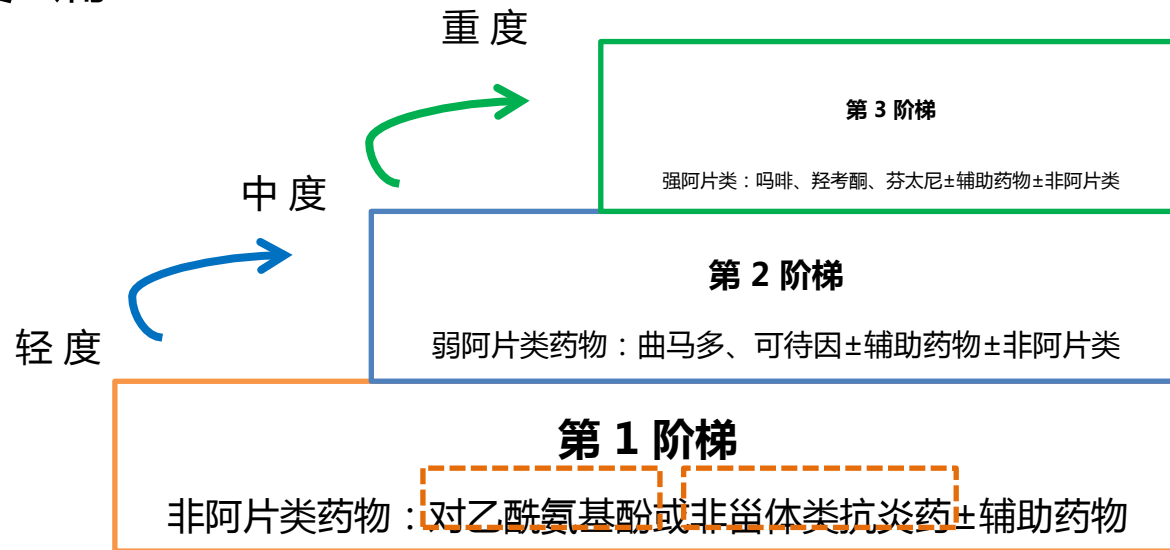 重 度
第 3 阶梯
强阿片类：吗啡、羟考酮、芬太尼±辅助药物±非阿片类
中 度
第 2 阶梯
弱阿片类药物：曲马多、可待因±辅助药物±非阿片类
轻 度
第 1 阶梯
非阿片类药物：对乙酰氨基酚或非甾体类抗炎药±辅助药物